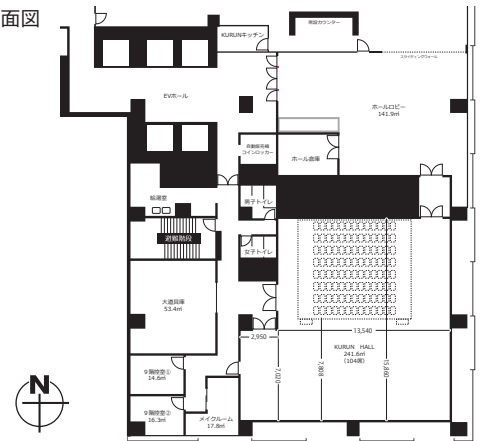 面図
KURUNキッチン
常設カウンター
スライディングウォール
EVホール
ホールロビー
141.9㎡
自動販売機
コインロッカー
ホール倉庫
給湯室
男子トイレ
避難階段
女子トイレ
大道具庫
53.4㎡
2,950
13,540
KURUN HALL
241.6㎡
(104席)
7,020
7,808
15,860
9階控室①
14.6㎡
9階控室②
16.3㎡
メイクルーム
17.8㎡
N